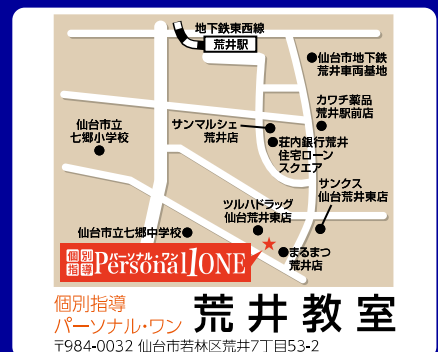 地下鉄東西線
荒井駅
仙台市地下鉄
荒井車両基地
カワチ薬品
荒井駅前店
仙台市立
七郷小学校
サンマルシェ
荒井店
荘内銀行荒井
住宅ローン
スクエア
サンクス
仙台荒井東店
ツルハドラッグ
仙台荒井東店
仙台市立七郷中学校
まるまつ
荒井店
個別
指導
パーソナル・ワン
Personal1ONE
個別指導
パーソナル・ワン
荒井教室
〒984-0032 仙台市若林区荒井7丁目53-2